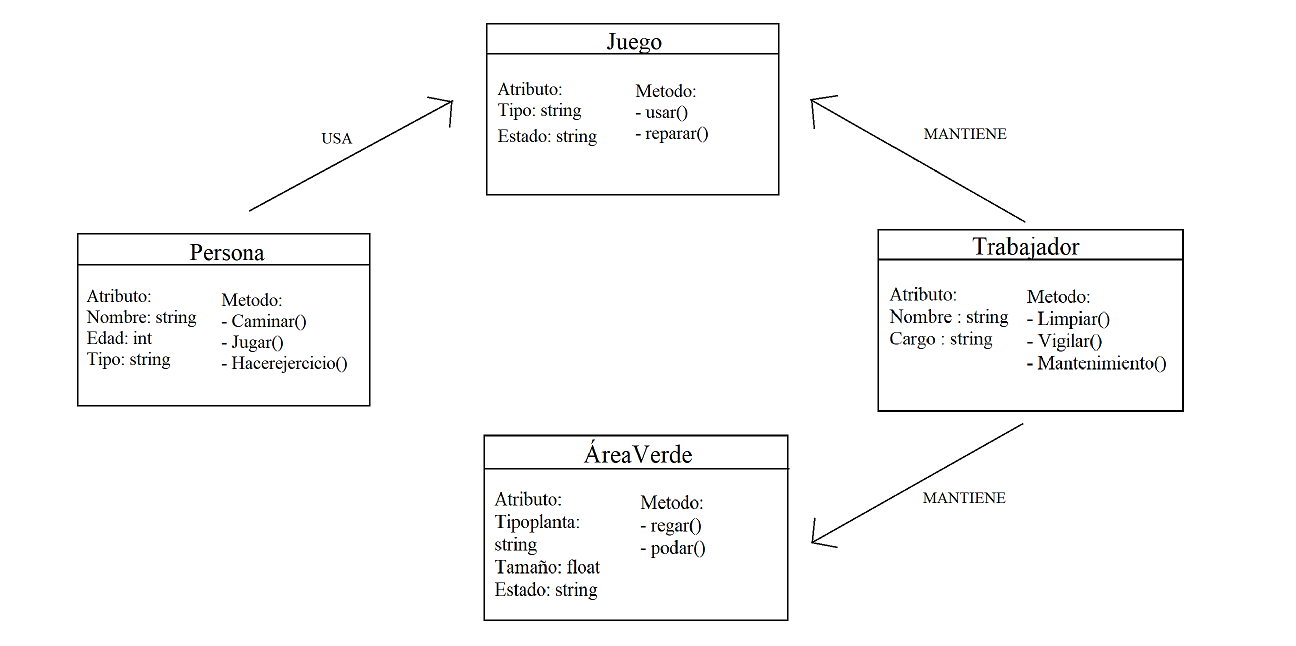 Juego
Atributo:
Tipo: string
Estado: string
Metodo:
- usar()
- reparar()
USA
MANTIENE
Persona
Atributo:
Nombre: string
Edad: int
Tipo: string
Metodo:
- Caminar()
- Jugar()
- Hacerejercicio()
Trabajador
Atributo:
Nombre : string
Cargo : string
Metodo:
- Limpiar()
- Vigilar()
- Mantenimiento()
ÁreaVerde
Atributo:
Tipoplanta:
string
Tamaño: float
Estado: string
Metodo:
- regar()
- podar()
MANTIENE